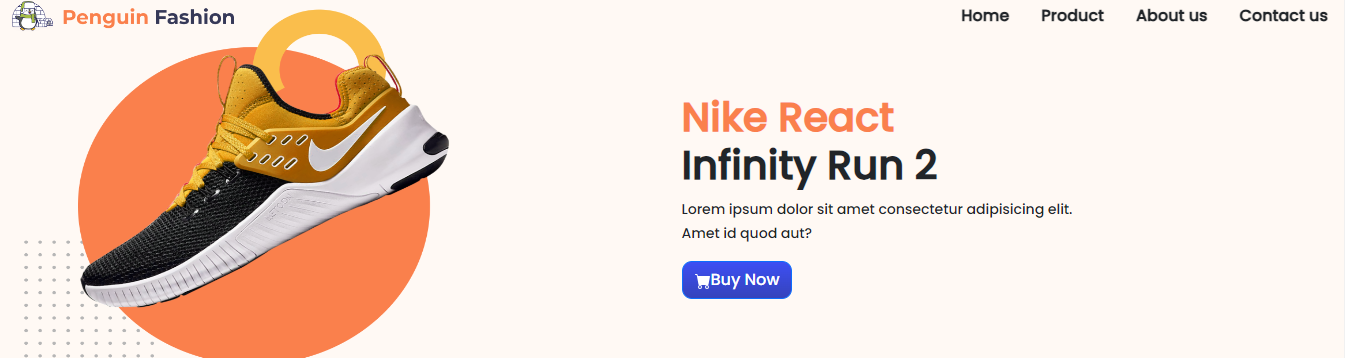 Penguin Fashion
Home Product About us Contact us
Nike React
Infinity Run 2
Lorem ipsum dolor sit amet consectetur adipisicing elit.
Amet id quod aut?
Buy Now